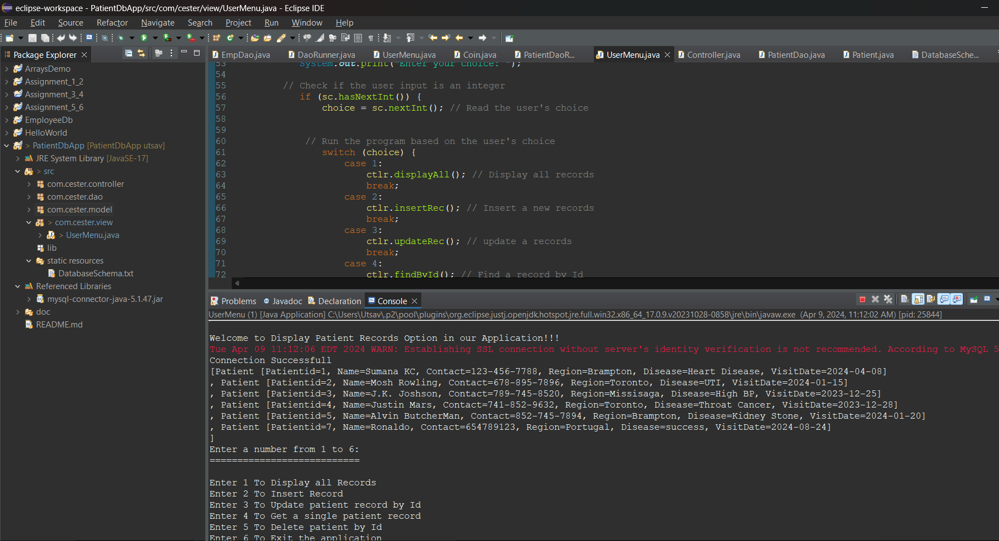 eclipse-workspace - PatientDbApp/src/com/cester/view/UserMenu.java - Eclipse IDE
File Edit Source Refactor Navigate Search Project Run Window Help
Package Explorer
ArraysDemo
Assignment_1_2
Assignment_3_4
Assignment_5_6
EmployeeDb
HelloWorld
> PatientDbApp [PatientDbApp utsav]
JRE System Library [JavaSE-17]
> src
com.cester.controller
com.cester.dao
com.cester.model
> com.cester.view
> UserMenu.java
lib
static resources
DatabaseSchema.txt
Referenced Libraries
mysql-connector-java-5.1.47.jar
doc
README.md
EmpDao.java DaoRunner.java UserMenu.java Coin.java PatientDaoR... UserMenu.java Controller.java PatientDao.java Patient.java DatabaseSche...
53 System.out.print("Enter your choice: ");
54
55 // Check if the user input is an integer
56 if (sc.hasNextInt()) {
57 choice = sc.nextInt(); // Read the user's choice
58
59
60 // Run the program based on the user's choice
61 switch (choice) {
62 case 1:
63 ctlr.displayAll(); // Display all records
64 break;
65 case 2:
66 ctlr.insertRec(); // Insert a new records
67 break;
68 case 3:
69 ctlr.updateRec(); // update a records
70 break;
71 case 4:
72 ctlr.findById(); // Find a record by Id
Problems Javadoc Declaration Console
UserMenu (1) [Java Application] C:\Users\Utsav\.p2\pool\plugins\org.eclipse.justj.openjdk.hotspot.jre.full.win32.x86_64_17.0.9.v20231028-0858\jre\bin\javaw.exe (Apr 9, 2024, 11:12:02 AM) [pid: 25844]
Welcome to Display Patient Records Option in our Application!!!
Tue Apr 09 11:12:06 EDT 2024 WARN: Establishing SSL connection without server's identity verification is not recommended. According to MySQL 5
Connection Successfull
[Patient [Patientid=1, Name=Sumana KC, Contact=123-456-7788, Region=Brampton, Disease=Heart Disease, VisitDate=2024-04-08]
, Patient [Patientid=2, Name=Mosh Rowling, Contact=678-895-7896, Region=Toronto, Disease=UTI, VisitDate=2024-01-15]
, Patient [Patientid=3, Name=J.K. Joshson, Contact=789-745-8520, Region=Missisaga, Disease=High BP, VisitDate=2023-12-25]
, Patient [Patientid=4, Name=Justin Mars, Contact=741-852-9632, Region=Toronto, Disease=Throat Cancer, VisitDate=2023-12-28]
, Patient [Patientid=5, Name=Alvin ButcherMan, Contact=852-745-7894, Region=Brampton, Disease=Kidney Stone, VisitDate=2024-01-20]
, Patient [Patientid=7, Name=Ronaldo, Contact=654789123, Region=Portugal, Disease=success, VisitDate=2024-08-24]
]
Enter a number from 1 to 6:
===========================
Enter 1 To Display all Records
Enter 2 To Insert Record
Enter 3 To Update patient record by Id
Enter 4 To Get a single patient record
Enter 5 To Delete patient by Id
Enter 6 To Exit the application